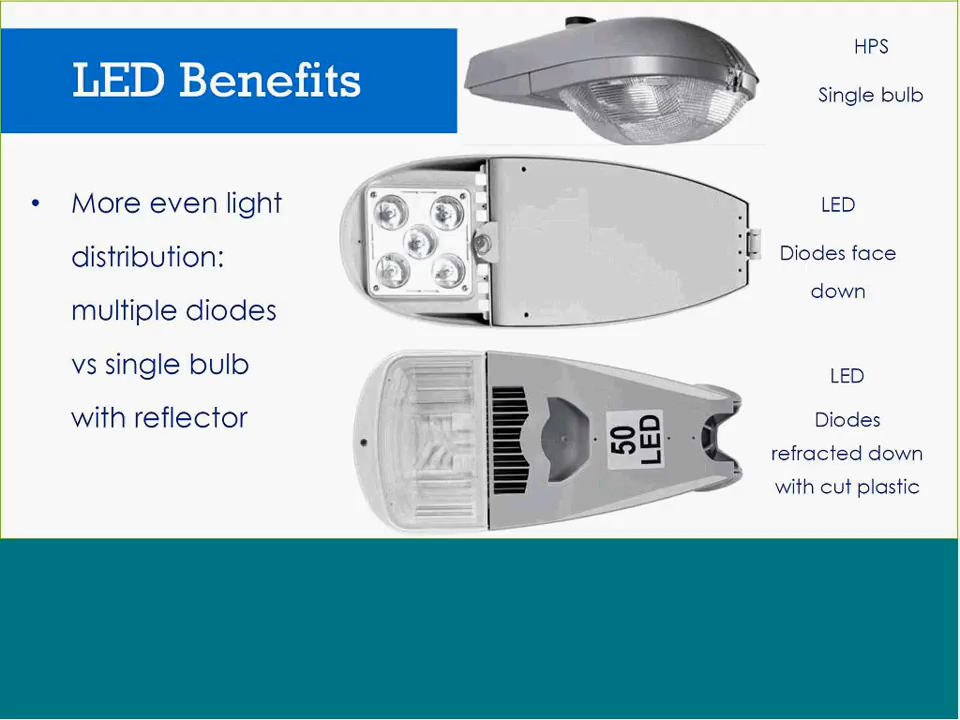 LED Benefits
• More even light
distribution:
multiple diodes
vs single bulb
with reflector
HPS
Single bulb
LED
Diodes face
down
LED
Diodes
refracted down
with cut plastic
50
LED